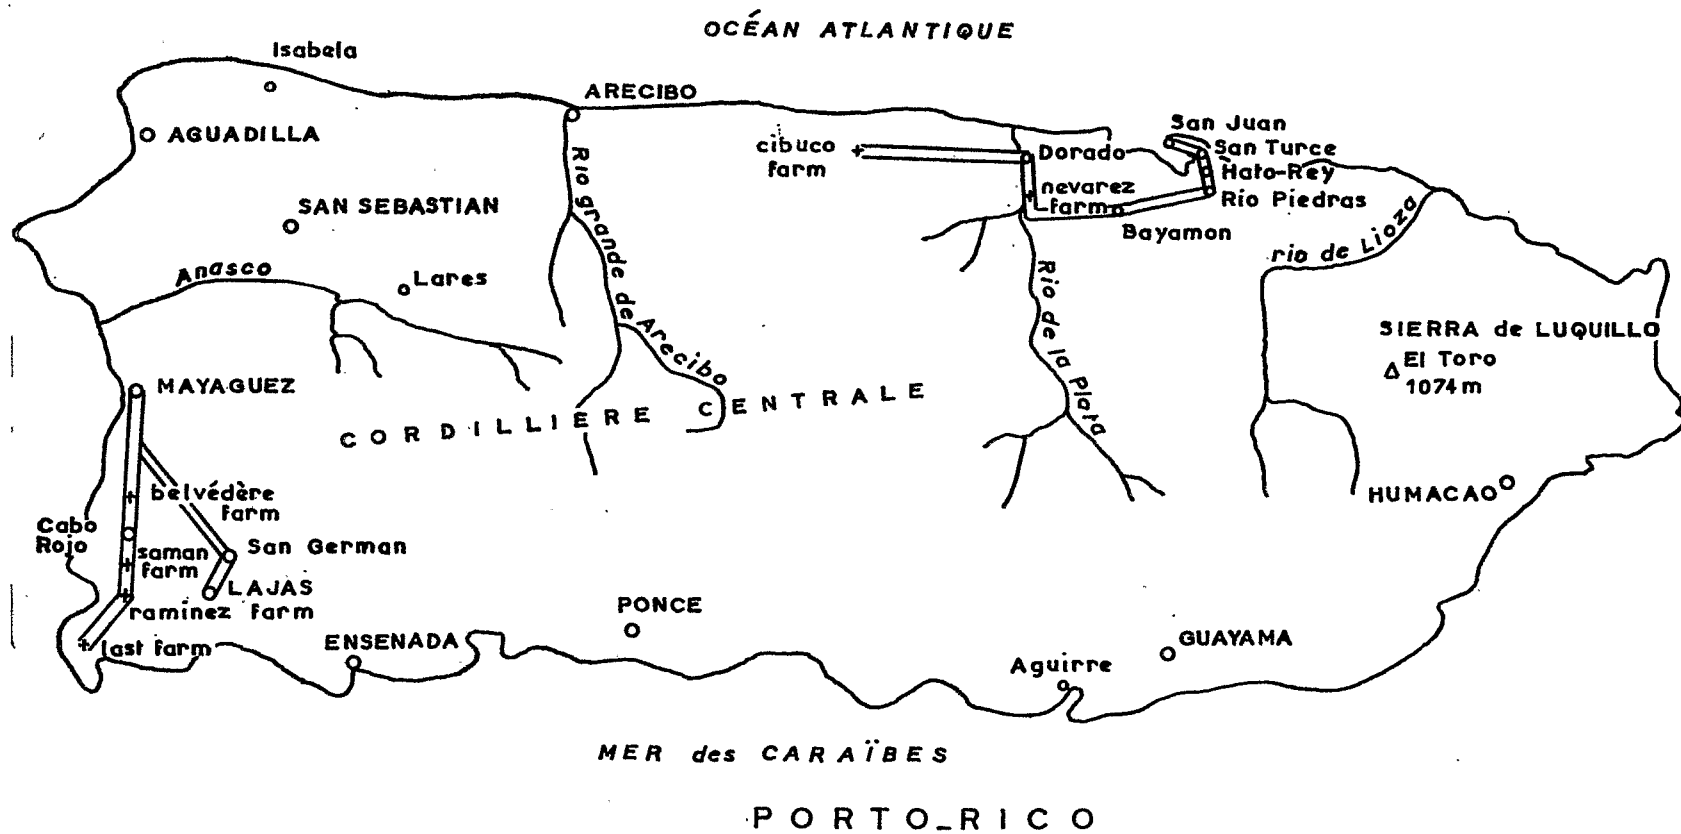 OCÉAN ATLANTIQUE
Isabela
ARECIBO
AGUADILLA
San Juan
San Turce
cibuco
farm
Dorado
Hato-Rey
nevarez
farm
Rio Piedras
SAN SEBASTIAN
Bayamon
Rio grande de Arecibo
rio de Lioza
Anasco
Lares
Rio de la Plata
SIERRA de LUQUILLO
El Toro
1074m
MAYAGUEZ
CORDILLIERE CENTRALE
belvédère
farm
HUMACAO
Cabo
Rojo
San German
saman
farm
LAJAS
raminez farm
PONCE
last farm
ENSENADA
GUAYAMA
Aguirre
MER des CARAÏBES
PORTO_RICO